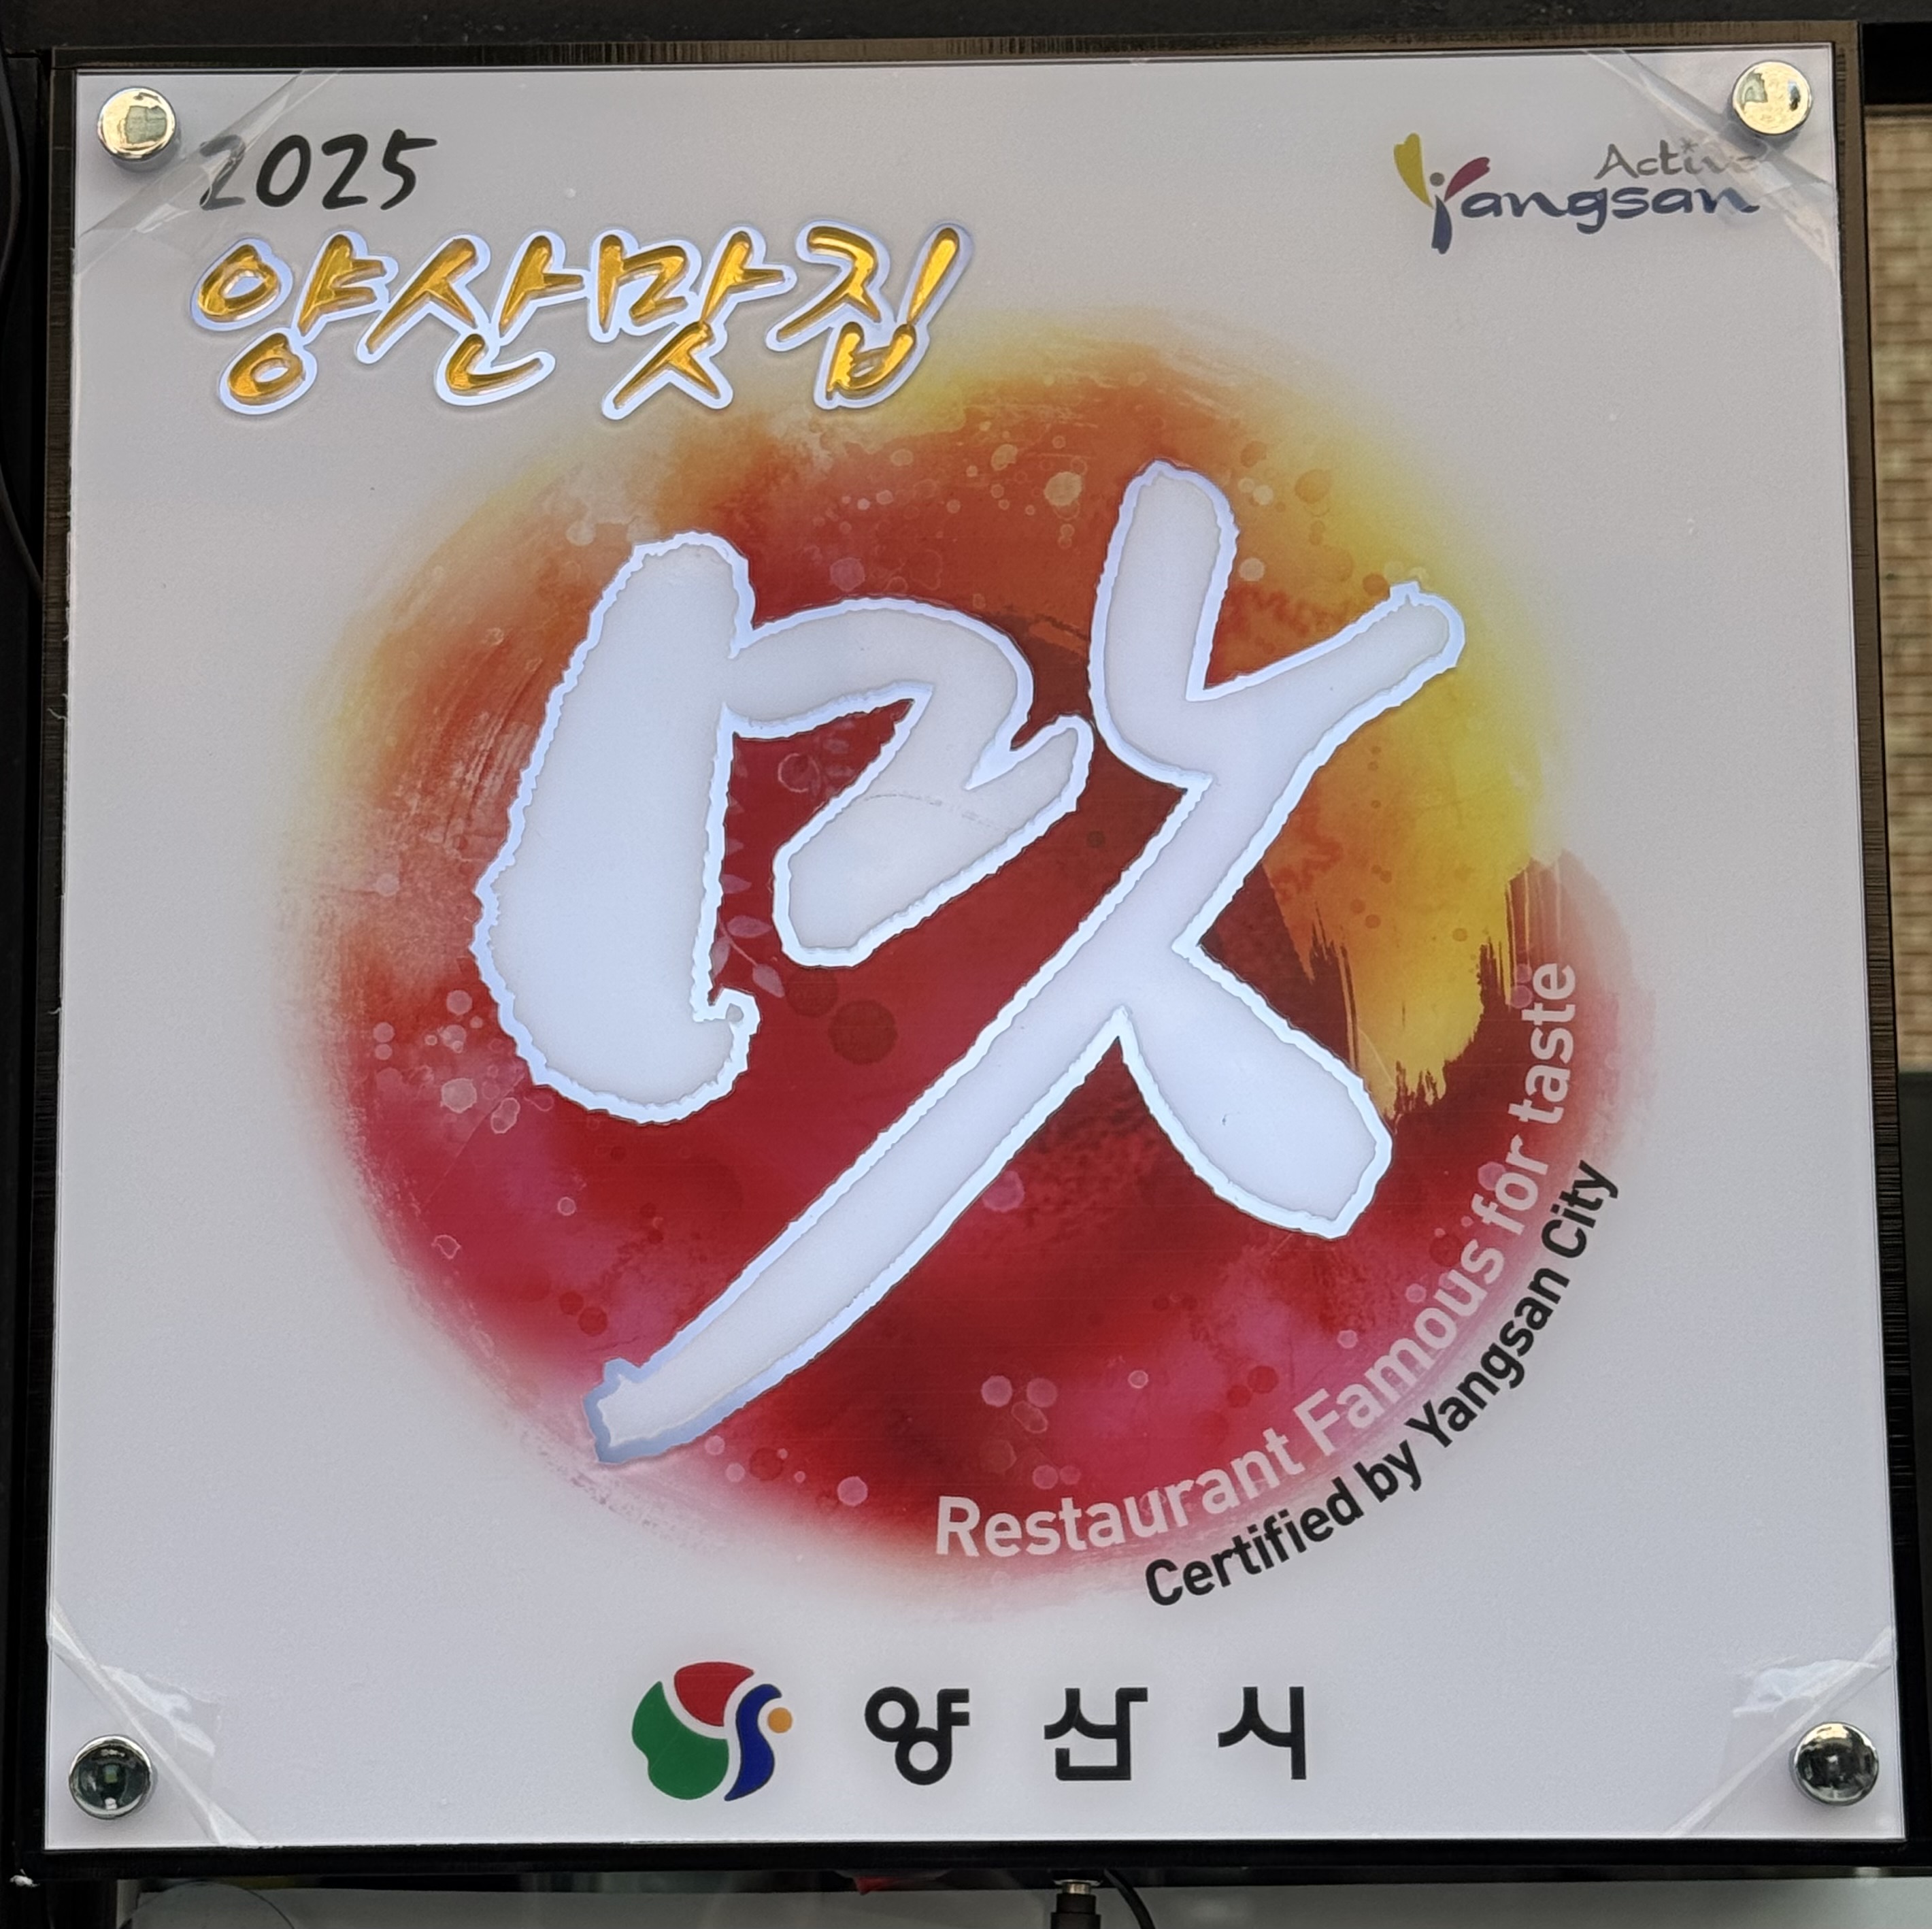 2025
Active
Yangsan
양산맛집
맛
Restaurant Famous for taste
Certified by Yangsan City
양산시